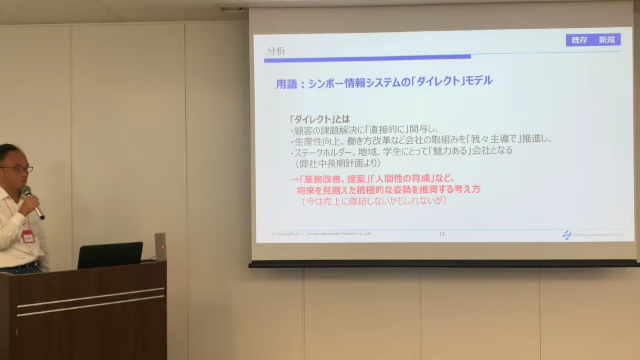 分析
既存 新規
用語：シンポー情報システムの「ダイレクト」モデル
「ダイレクト」とは
・顧客の課題解決に「直接的に」関与し、
・生産性向上、働き方改革など会社の取組みを「我々主導で」推進し、
・ステークホルダー、地域、学生にとって「魅力ある」会社となる
（弊社中長期計画より）
→「業務改善、提案」「人間性の育成」など、
将来を見据えた積極的な姿勢を推奨する考え方
（今は売上に直結しないかもしれないが）
13